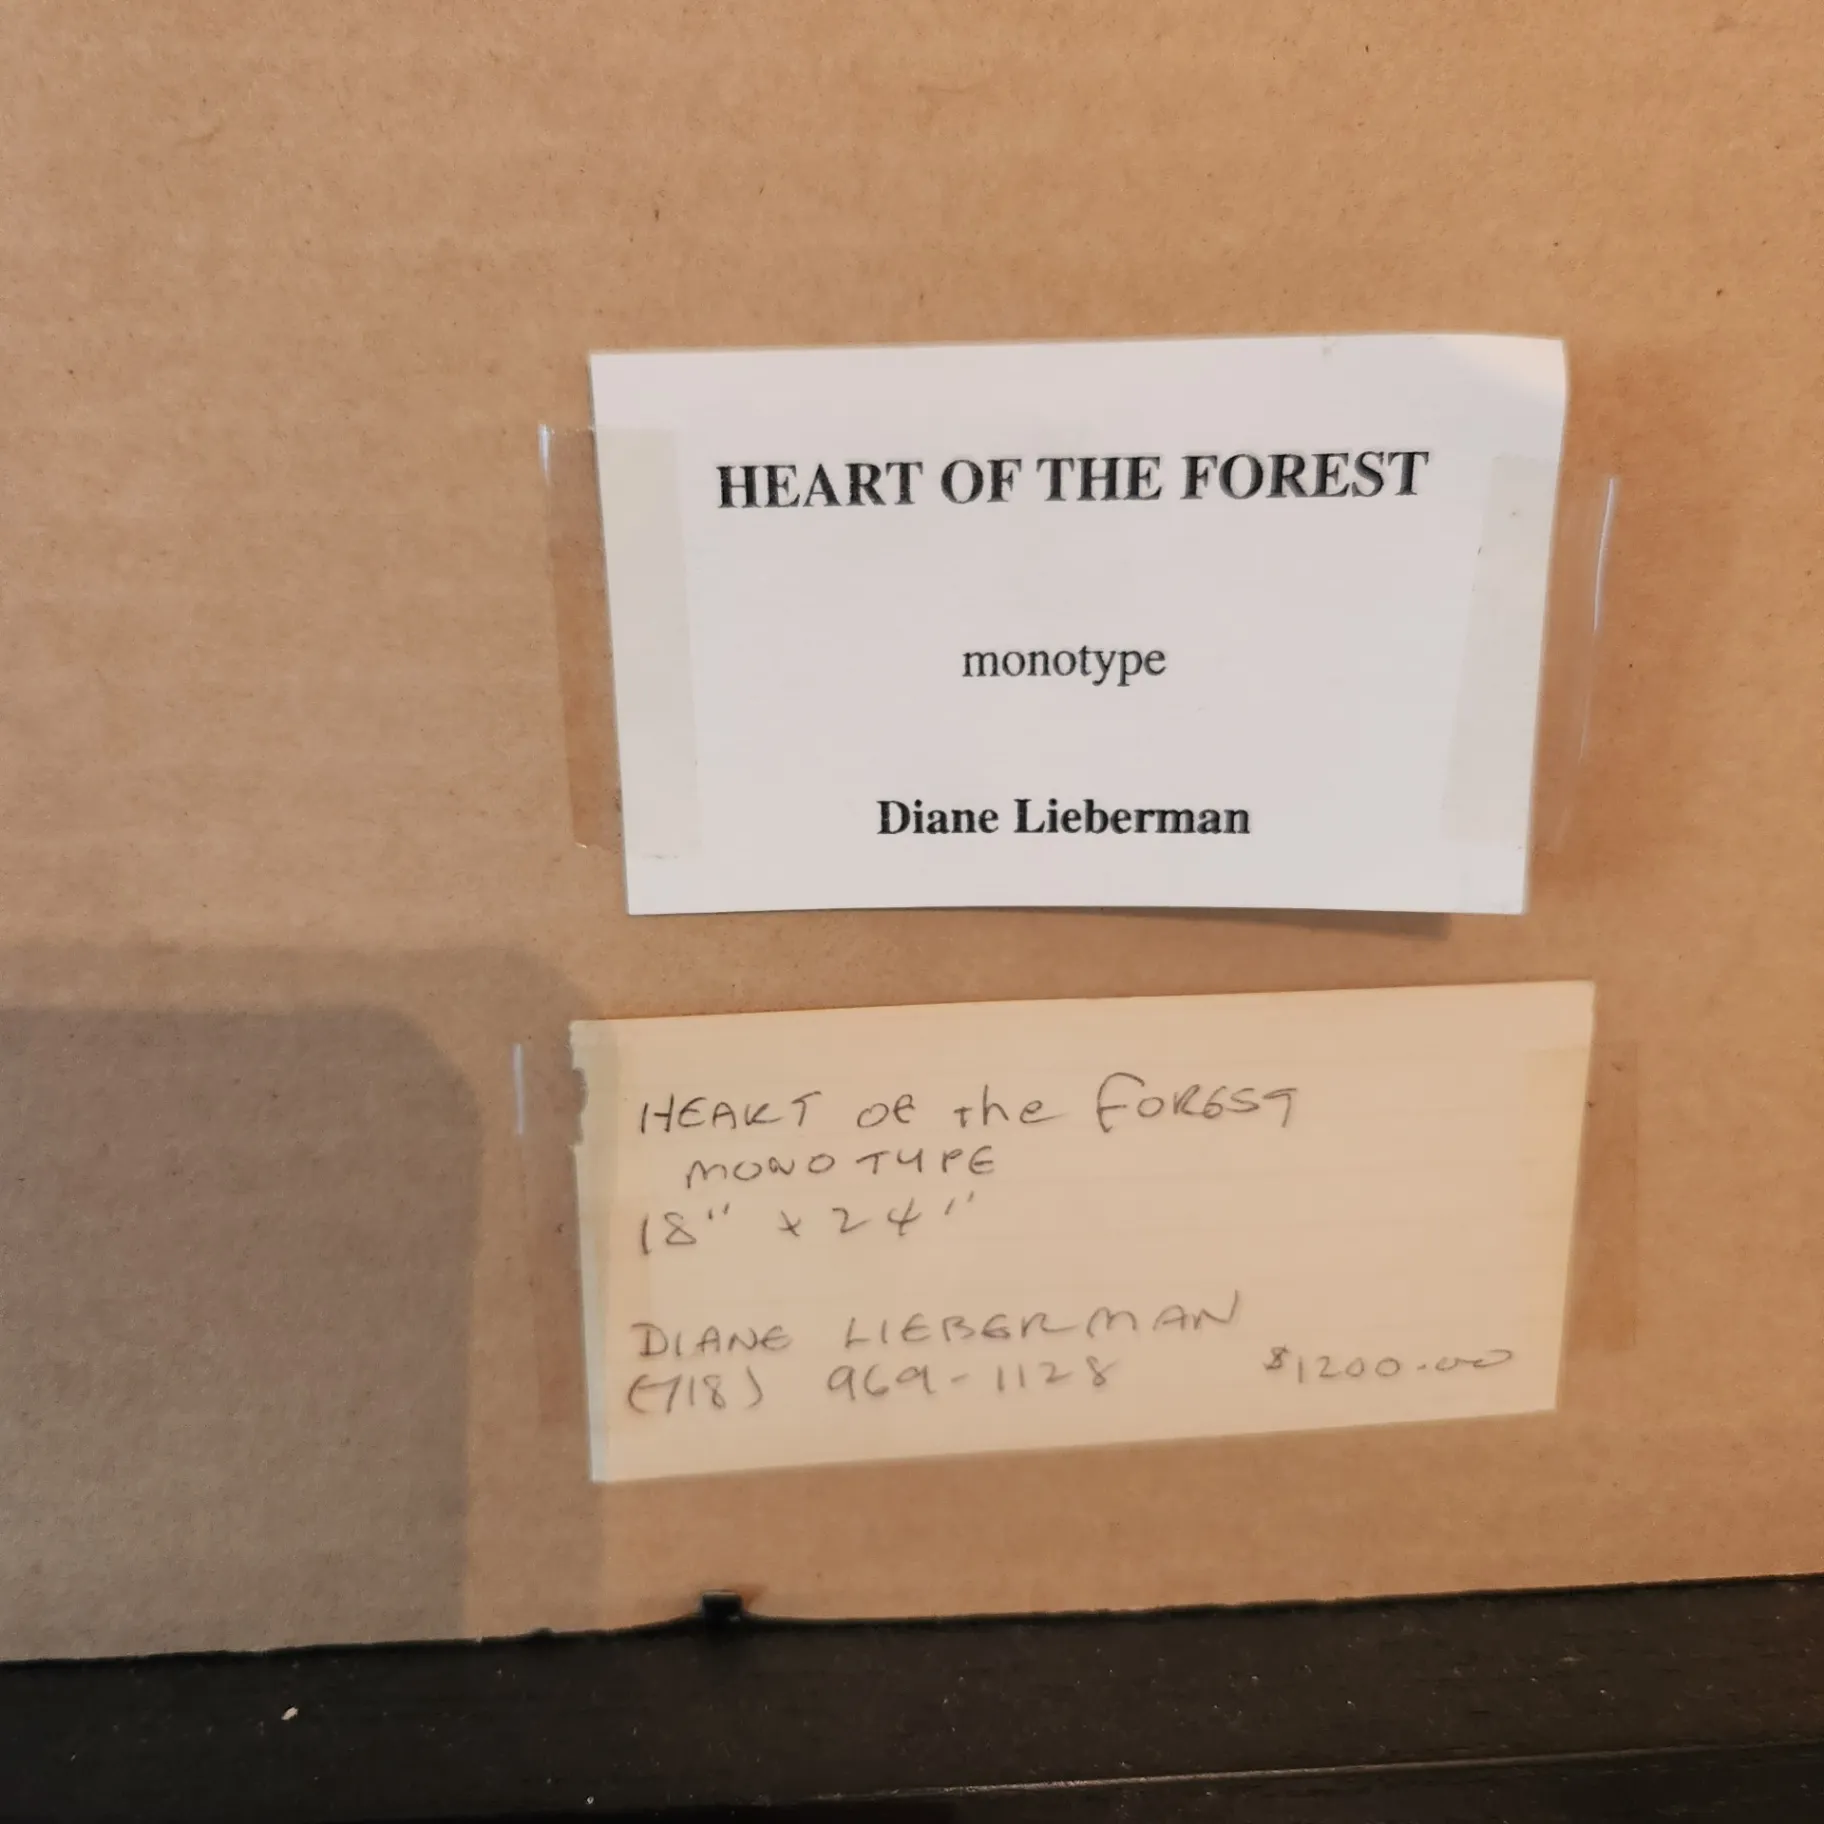 HEART OF THE FOREST
monotype
Diane Lieberman
HEART OF the FOREST
MONOTYPE
18" x 24"
DIANE LIEBERMAN
(718) 969-1128 $1200.00